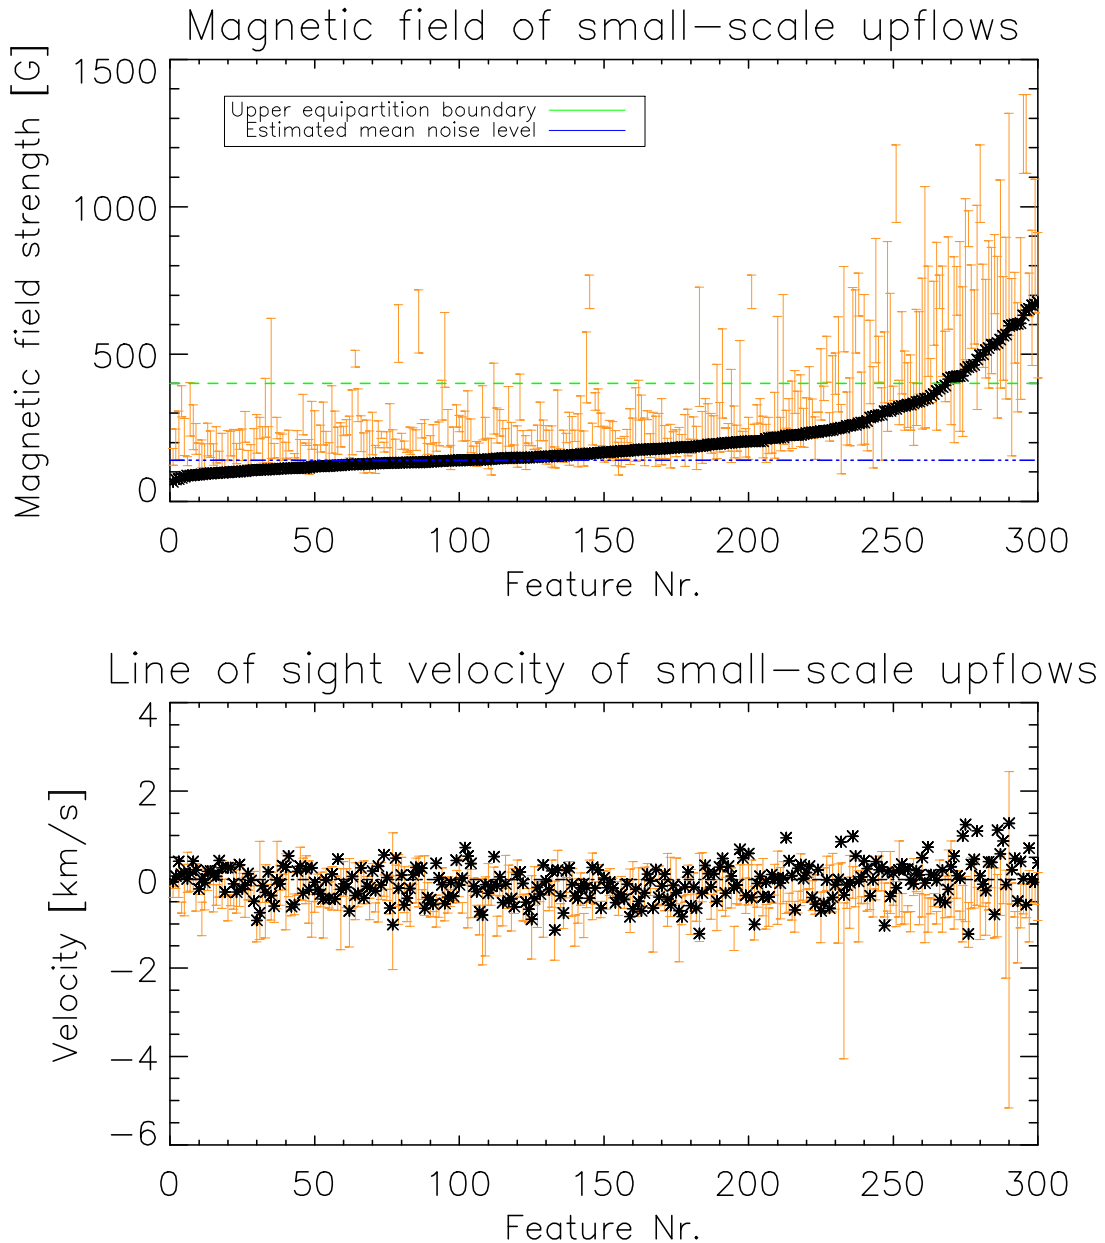 Magnetic field of small-scale upflows
Magnetic field strength [G]
1500
1000
500
0
Upper equipartition boundary
Estimated mean noise level
0 50 100 150 200 250 300
Feature Nr.
Line of sight velocity of small-scale upflows
Velocity [km/s]
4
2
0
-2
-4
-6
0 50 100 150 200 250 300
Feature Nr.